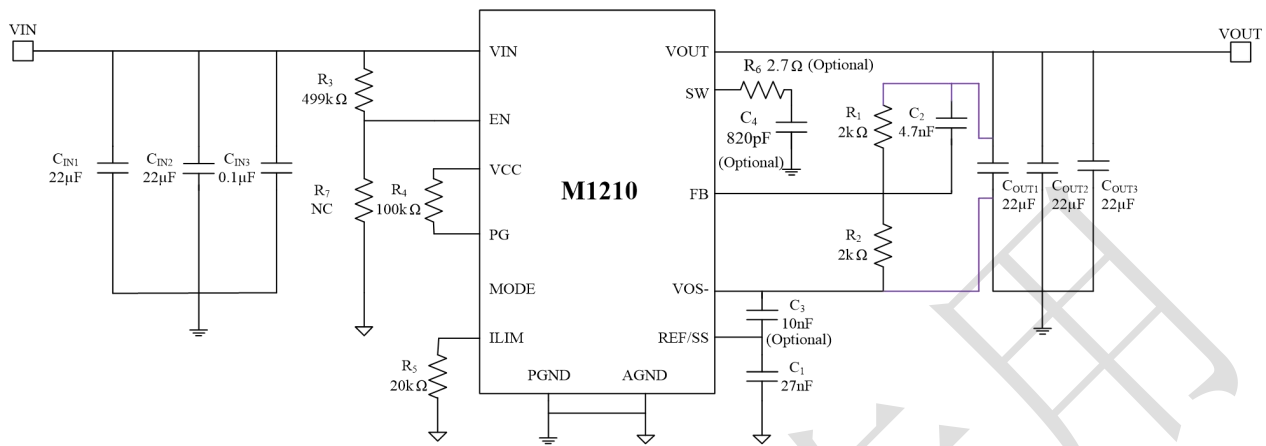 VIN
VOUT
M1210
VIN
EN
VCC
PG
MODE
ILIM
PGND
AGND
VOUT
SW
FB
VOS-
REF/SS
R3
499kΩ
R7
NC
R4
100kΩ
R5
20kΩ
CIN1
22μF
CIN2
22μF
CIN3
0.1μF
R6 2.7Ω (Optional)
C4
820pF
(Optional)
R1
2kΩ
C2
4.7nF
R2
2kΩ
C3
10nF
(Optional)
C1
27nF
COUT1
22μF
COUT2
22μF
COUT3
22μF